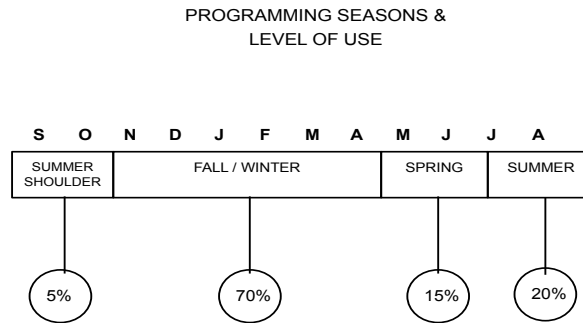 PROGRAMMING SEASONS &
LEVEL OF USE
S O N D J F M A M J J A
SUMMER
SHOULDER
FALL / WINTER
SPRING
SUMMER
5%
70%
15%
20%